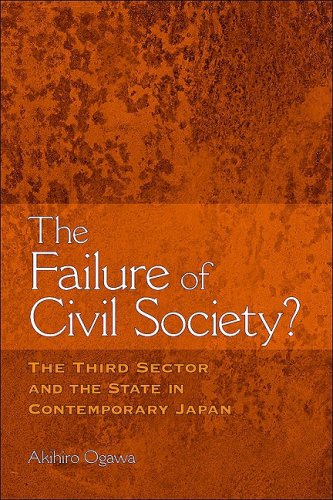 The
Failure of
Civil Society?
The Third Sector
and the State in
Contemporary Japan
Akihiro Ogawa